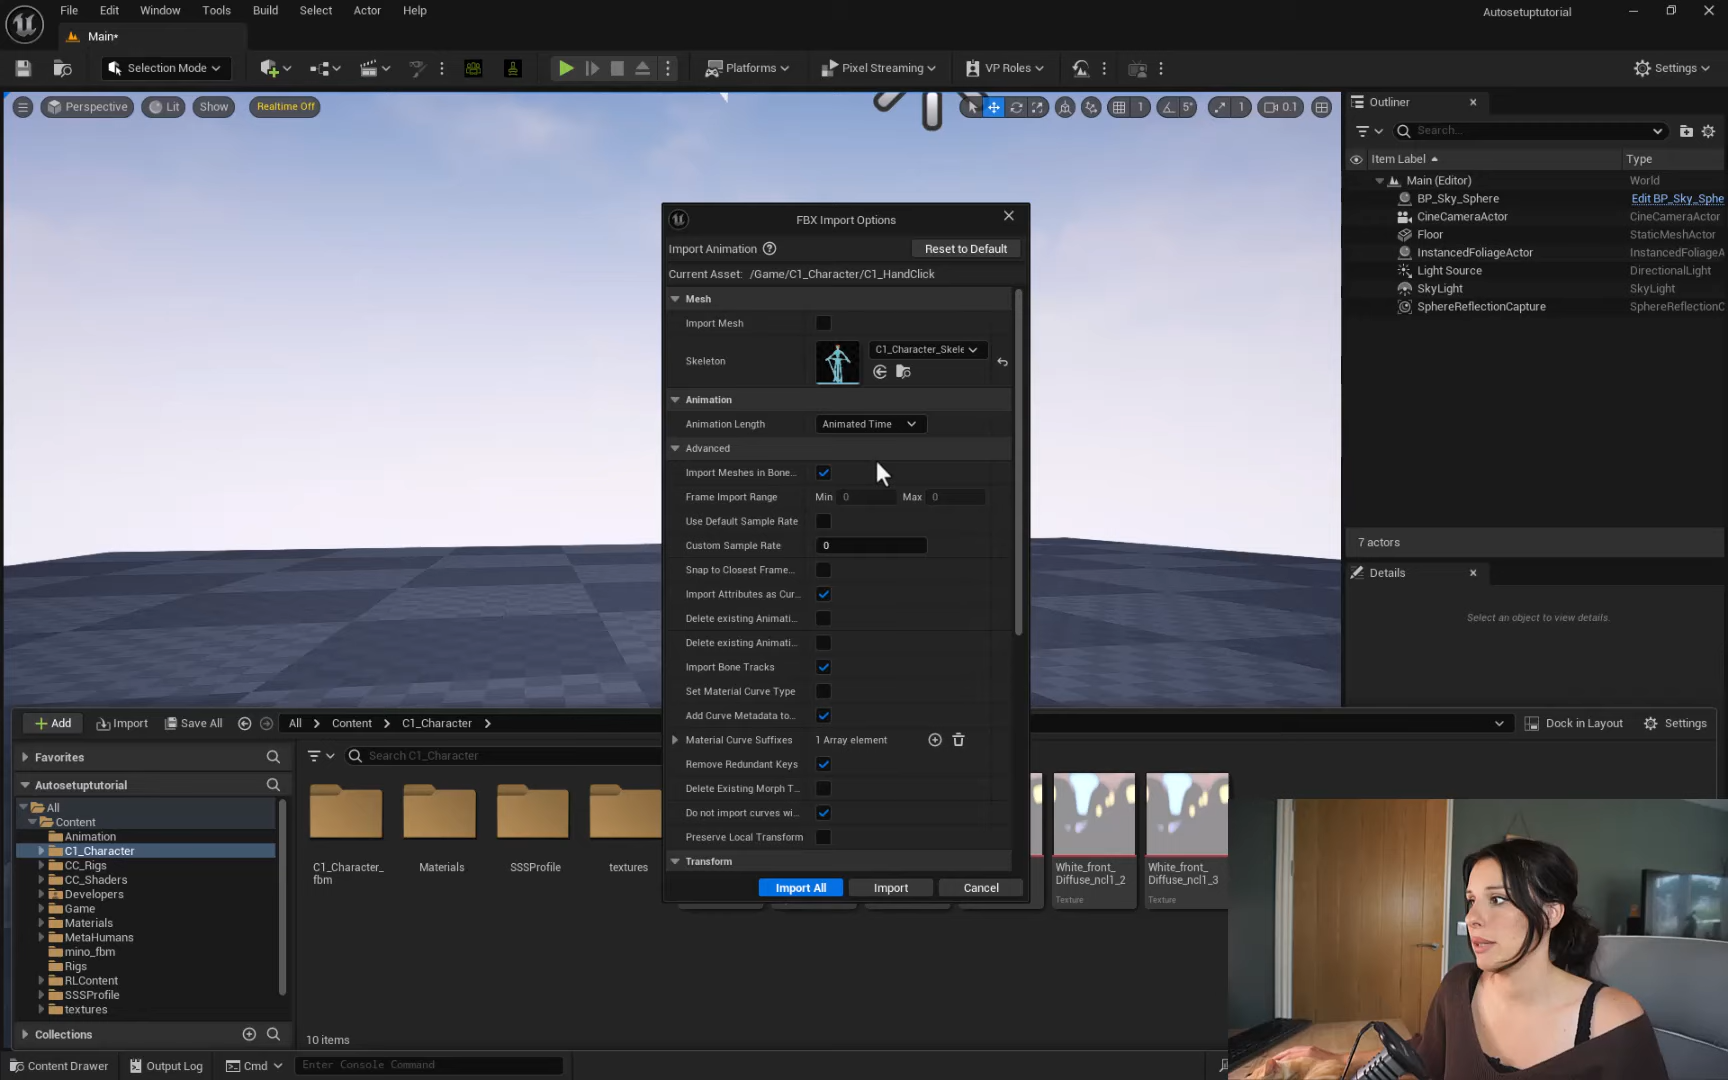 File Edit Window Tools Build Select Actor Help
Autosetuptutorial
Main*
Selection Mode
Platforms
Pixel Streaming
VP Roles
Settings
Perspective
Lit
Show
Realtime Off
1
5°
1
0.1
Outliner
Search...
Item Label
Type
Main (Editor)
World
BP_Sky_Sphere
Edit BP_Sky_Sphe
CineCameraActor
CineCameraActor
Floor
StaticMeshActor
InstancedFoliageActor
InstancedFoliageA
Light Source
DirectionalLight
SkyLight
SkyLight
SphereReflectionCapture
SphereReflectionC
7 actors
Details
Select an object to view details.
FBX Import Options
Import Animation
Reset to Default
Current Asset: /Game/C1_Character/C1_HandClick
Mesh
Import Mesh
Skeleton
C1_Character_Skele
Animation
Animation Length
Animated Time
Advanced
Import Meshes in Bone...
Frame Import Range
Min 0
Max 0
Use Default Sample Rate
Custom Sample Rate
0
Snap to Closest Frame...
Import Attributes as Cur...
Delete existing Animati...
Delete existing Animati...
Import Bone Tracks
Set Material Curve Type
Add Curve Metadata to...
Material Curve Suffixes
1 Array element
Remove Redundant Keys
Delete Existing Morph T...
Do not import curves wi...
Preserve Local Transform
Transform
Import All
Import
Cancel
Add
Import
Save All
All
Content
C1_Character
Dock in Layout
Settings
Favorites
Search C1_Character
Autosetuptutorial
All
Content
Animation
C1_Character
CC_Rigs
CC_Shaders
Developers
Game
Materials
MetaHumans
mino_fbm
Rigs
RLContent
SSSProfile
textures
Collections
C1_Character_
fbm
Materials
SSSProfile
textures
White_front_
Diffuse_ncl1_2
Texture
White_front_
Diffuse_ncl1_3
Texture
10 items
Content Drawer
Output Log
Cmd
Enter Console Command